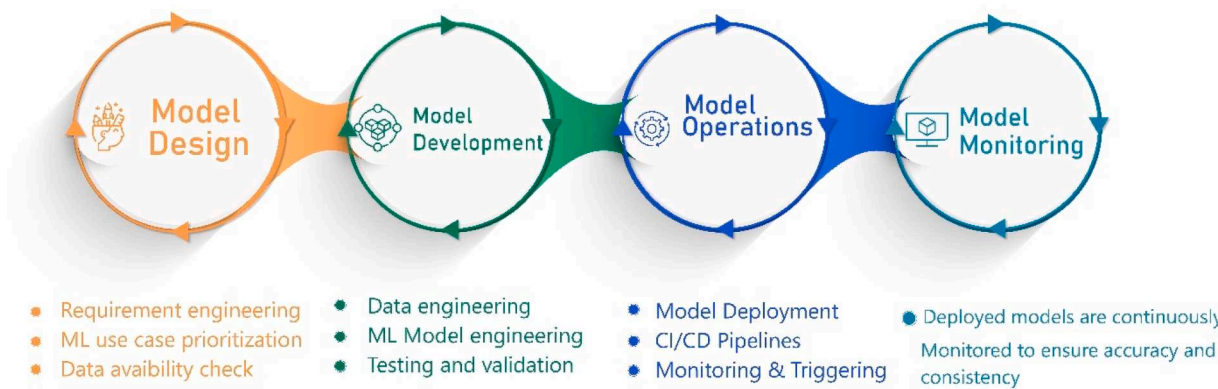 Model
Design
Model
Development
Model
Operations
Model
Monitoring
Requirement engineering
ML use case prioritization
Data avaibility check
Data engineering
ML Model engineering
Testing and validation
Model Deployment
CI/CD Pipelines
Monitoring & Triggering
Deployed models are continuously
Monitored to ensure accuracy and
consistency